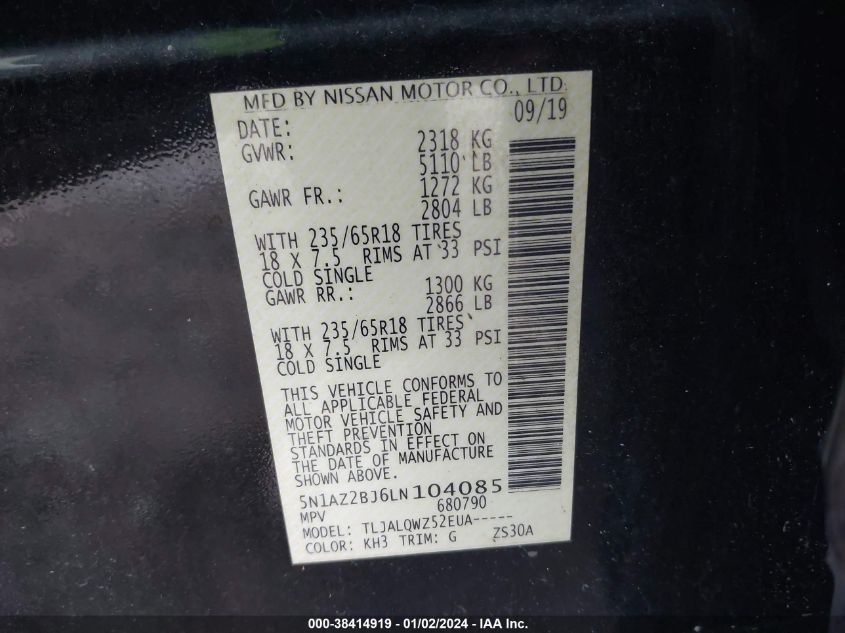 MFD BY NISSAN MOTOR CO., LTD.
DATE: 09/19
GVWR: 2318 KG
5110 LB
GAWR FR.: 1272 KG
2804 LB
WITH 235/65R18 TIRES
18 X 7.5 RIMS AT 33 PSI
COLD SINGLE
GAWR RR.: 1300 KG
2866 LB
WITH 235/65R18 TIRES
18 X 7.5 RIMS AT 33 PSI
COLD SINGLE
THIS VEHICLE CONFORMS TO
ALL APPLICABLE FEDERAL
MOTOR VEHICLE SAFETY AND
THEFT PREVENTION
STANDARDS IN EFFECT ON
THE DATE OF MANUFACTURE
SHOWN ABOVE.
5N1AZ2BJ6LN104085
MPV 680790
MODEL: TLJALQWZ52EUA-----
COLOR: KH3 TRIM: G ZS30A
000-38414919 - 01/02/2024 - IAA Inc.